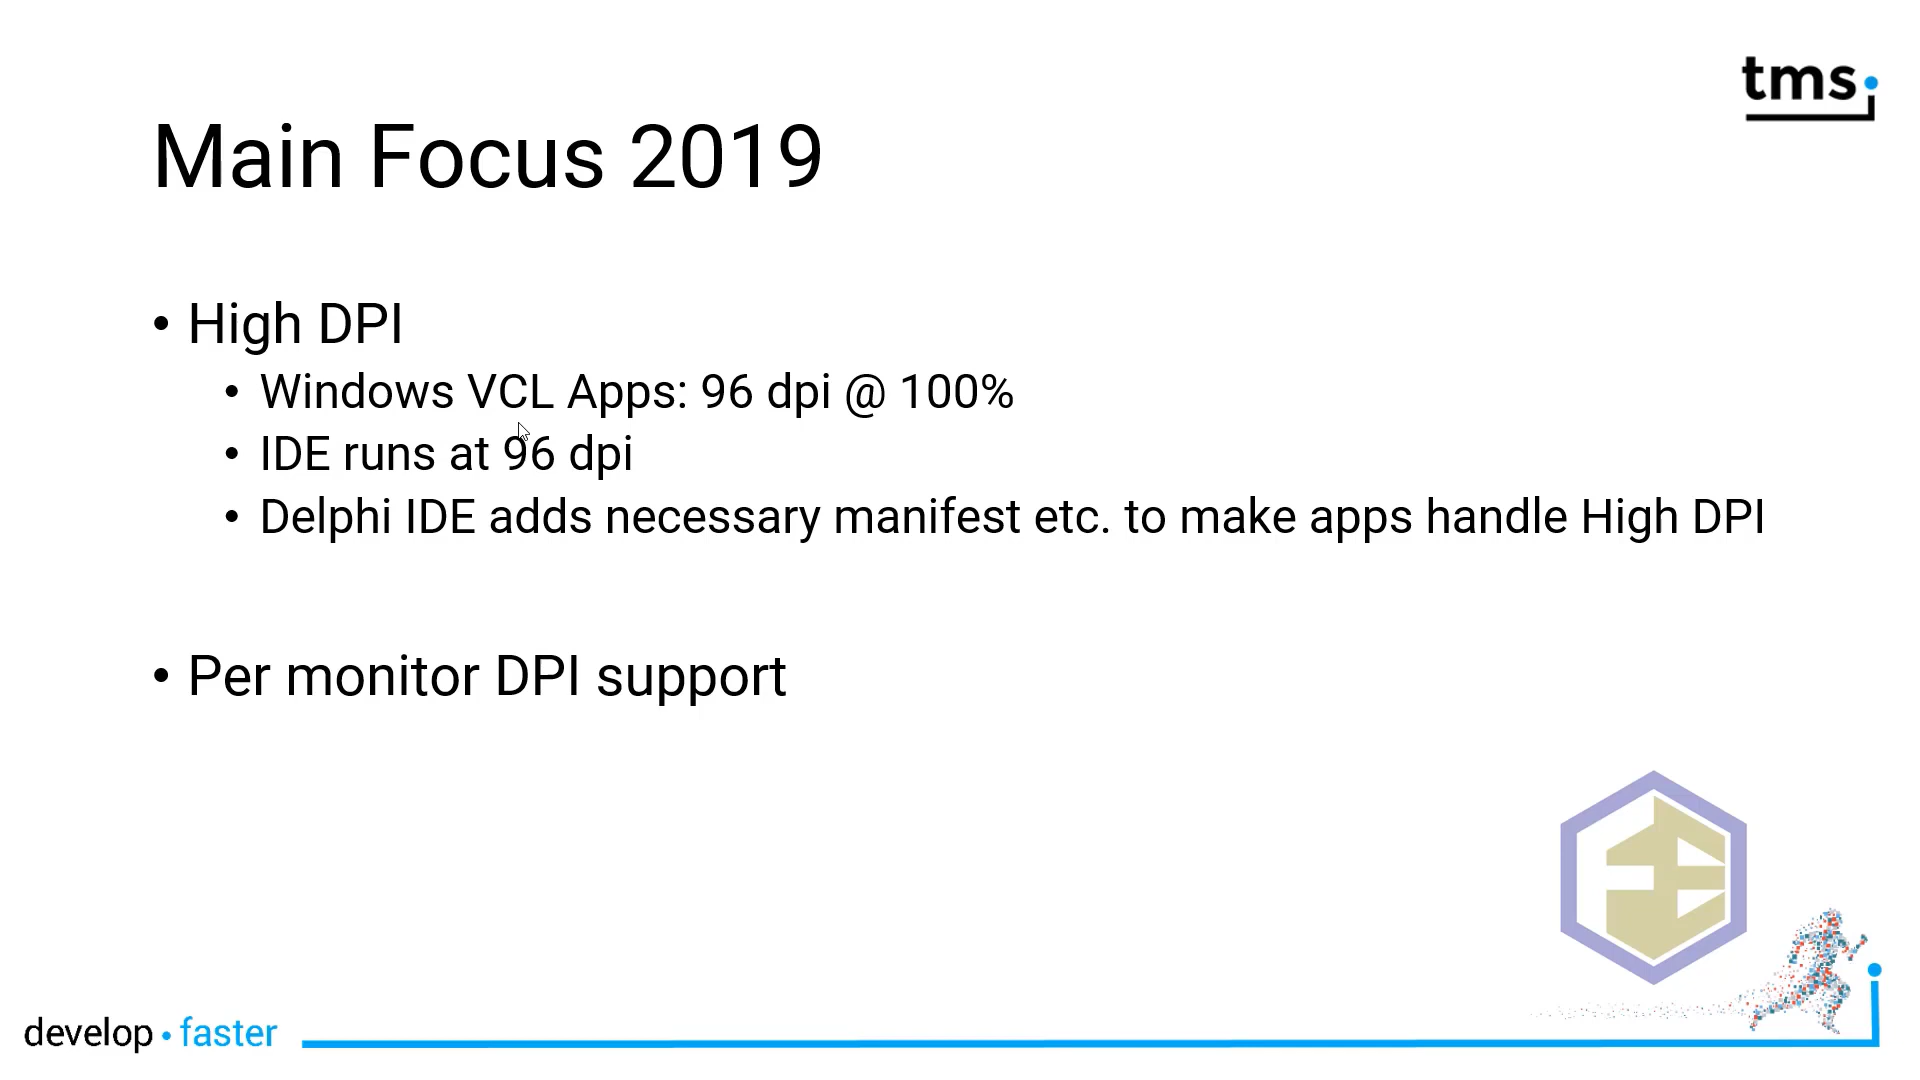 tms
Main Focus 2019
• High DPI
• Windows VCL Apps: 96 dpi @ 100%
• IDE runs at 96 dpi
• Delphi IDE adds necessary manifest etc. to make apps handle High DPI
• Per monitor DPI support
develop • faster